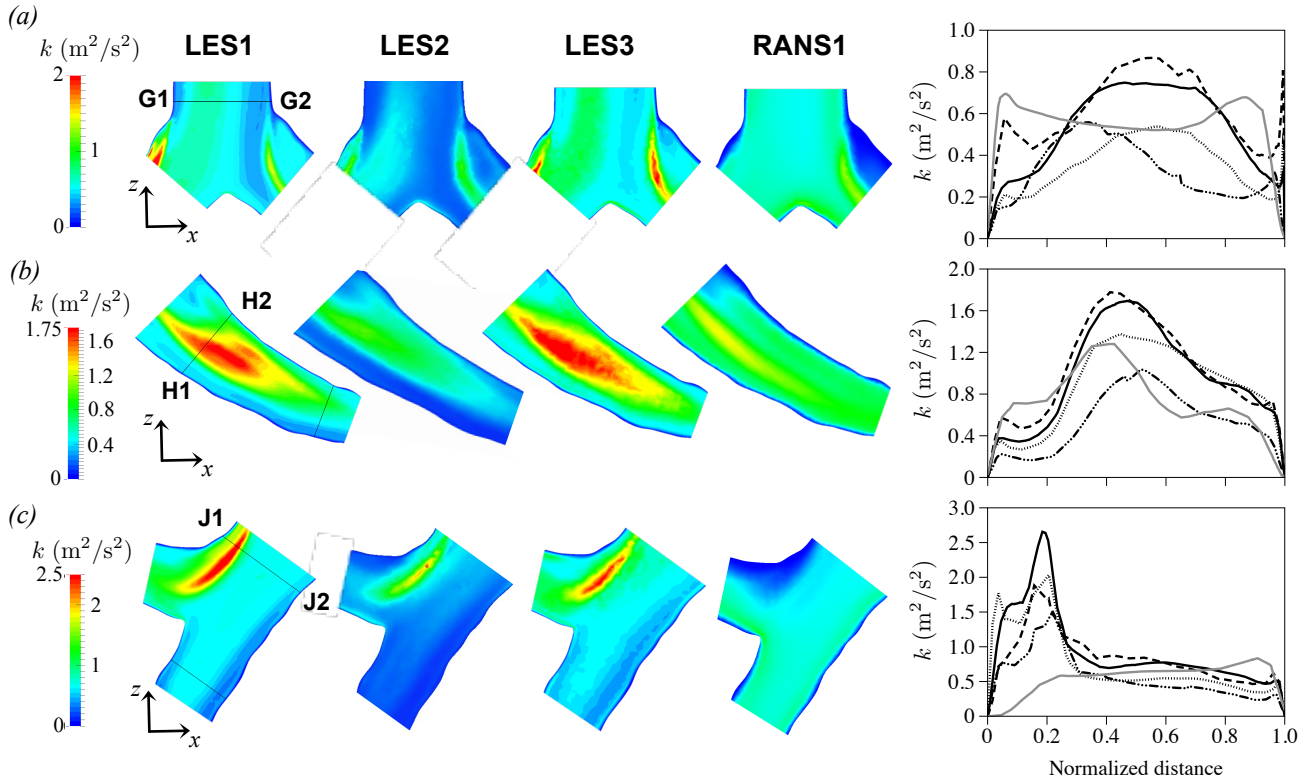 (a)
k (m²/s²)
LES1 LES2 LES3 RANS1
2
1
0
G1 G2
z
x
k (m²/s²)
1.0
0.8
0.6
0.4
0.2
0
(b)
k (m²/s²)
1.75
1.6
1.2
0.8
0.4
0
H2
H1
z
x
k (m²/s²)
2.0
1.6
1.2
0.8
0.4
0
(c)
k (m²/s²)
2.5
2
1
0
J1
J2
z
x
k (m²/s²)
3.0
2.5
2.0
1.5
1.0
0.5
0
0 0.2 0.4 0.6 0.8 1.0
Normalized distance